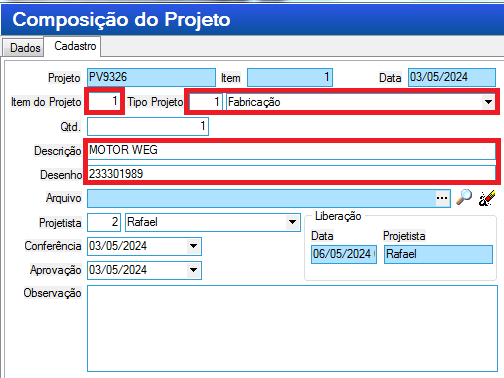 Composição do Projeto
Dados Cadastro
Projeto PV9326 Item 1 Data 03/05/2024
Item do Projeto 1 Tipo Projeto 1 Fabricação
Qtd. 1
Descrição MOTOR WEG
Desenho 233301989
Arquivo ...
Projetista 2 Rafael Liberação
Data Projetista
Conferência 03/05/2024 06/05/2024 Rafael
Aprovação 03/05/2024
Observação